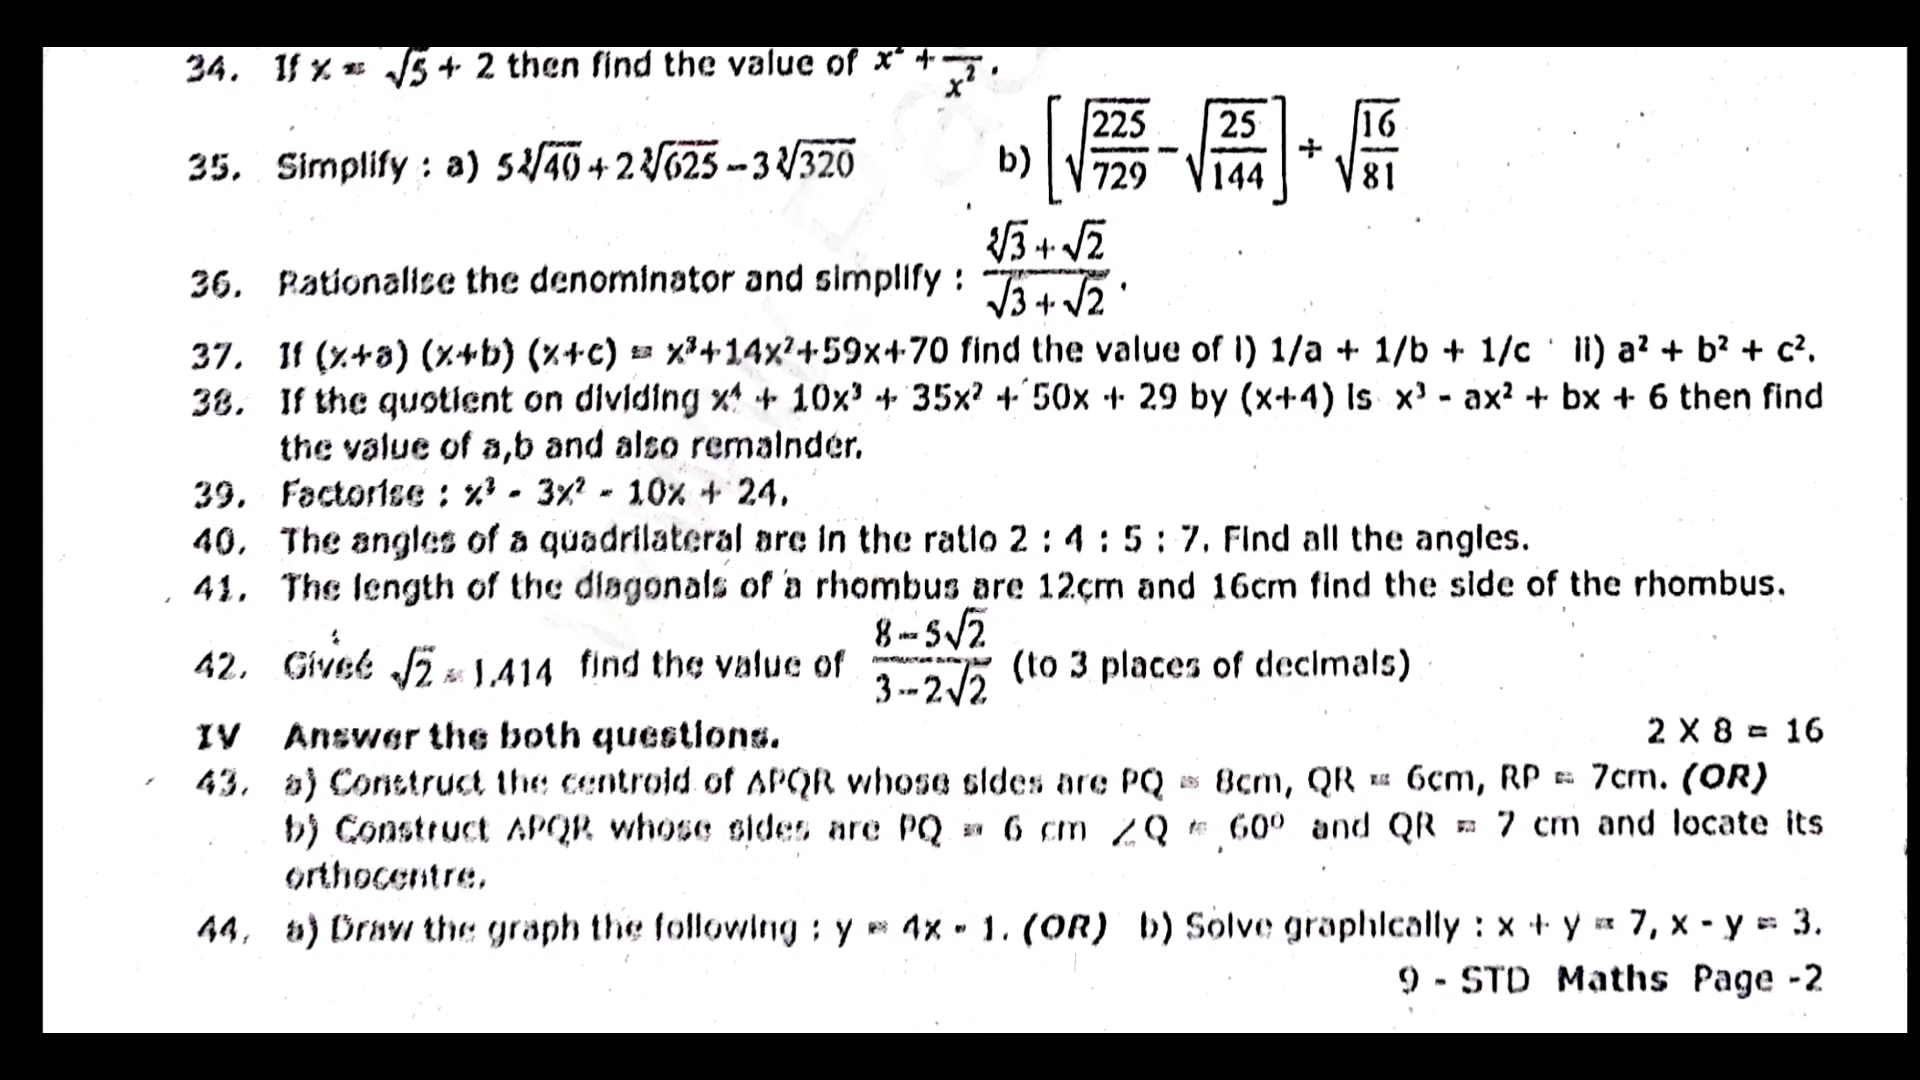 34. If x = √5 + 2 then find the value of x² + 1/x².
35. Simplify : a) 5∛40 + 2∛625 – 3∛320 b) [√(225/729) – √(25/144)] ÷ √(16/81)
36. Rationalise the denominator and simplify : (∛3 + √2)/(√3 + √2).
37. If (x+a) (x+b) (x+c) = x³+14x²+59x+70 find the value of i) 1/a + 1/b + 1/c ii) a² + b² + c².
38. If the quotient on dividing x⁴ + 10x³ + 35x² + 50x + 29 by (x+4) is x³ - ax² + bx + 6 then find
the value of a,b and also remainder.
39. Factorise : x³ - 3x² - 10x + 24.
40. The angles of a quadrilateral are in the ratio 2 : 4 : 5 : 7. Find all the angles.
41. The length of the diagonals of a rhombus are 12cm and 16cm find the side of the rhombus.
42. √2 = 1.414 find the value of (8–5√2)/(3–2√2) (to 3 places of decimals)
IV Answer the both questions. 2 X 8 = 16
43. a) Construct the centroid of ΔPQR whose sides are PQ = 8cm, QR = 6cm, RP = 7cm. (OR)
b) Construct ΔPQR whose sides are PQ = 6 cm ∠Q = 60⁰ and QR = 7 cm and locate its
orthocentre.
44. a) Draw the graph the following : y = 4x - 1. (OR) b) Solve graphically : x + y = 7, x - y = 3.
9 - STD Maths Page -2